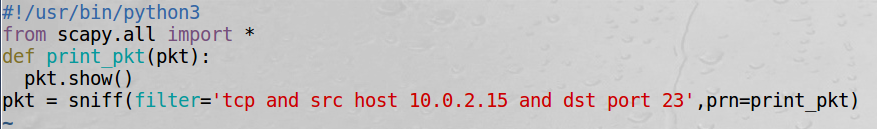 #!/usr/bin/python3
from scapy.all import *
def print_pkt(pkt):
  pkt.show()
pkt = sniff(filter='tcp and src host 10.0.2.15 and dst port 23',prn=print_pkt)
~